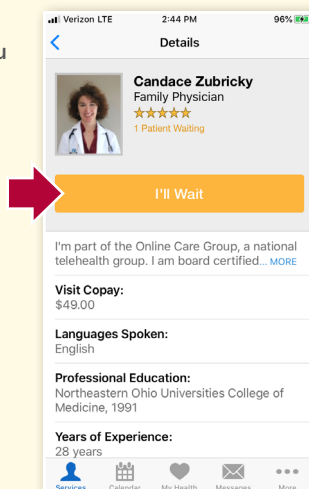 u
Verizon LTE 2:44 PM 96%
Details
Candace Zubricky
Family Physician
1 Patient Waiting
I'll Wait
I'm part of the Online Care Group, a national
telehealth group. I am board certified... MORE
Visit Copay:
$49.00
Languages Spoken:
English
Professional Education:
Northeastern Ohio Universities College of
Medicine, 1991
Years of Experience:
28 years
Services Calendar My Health Messages More